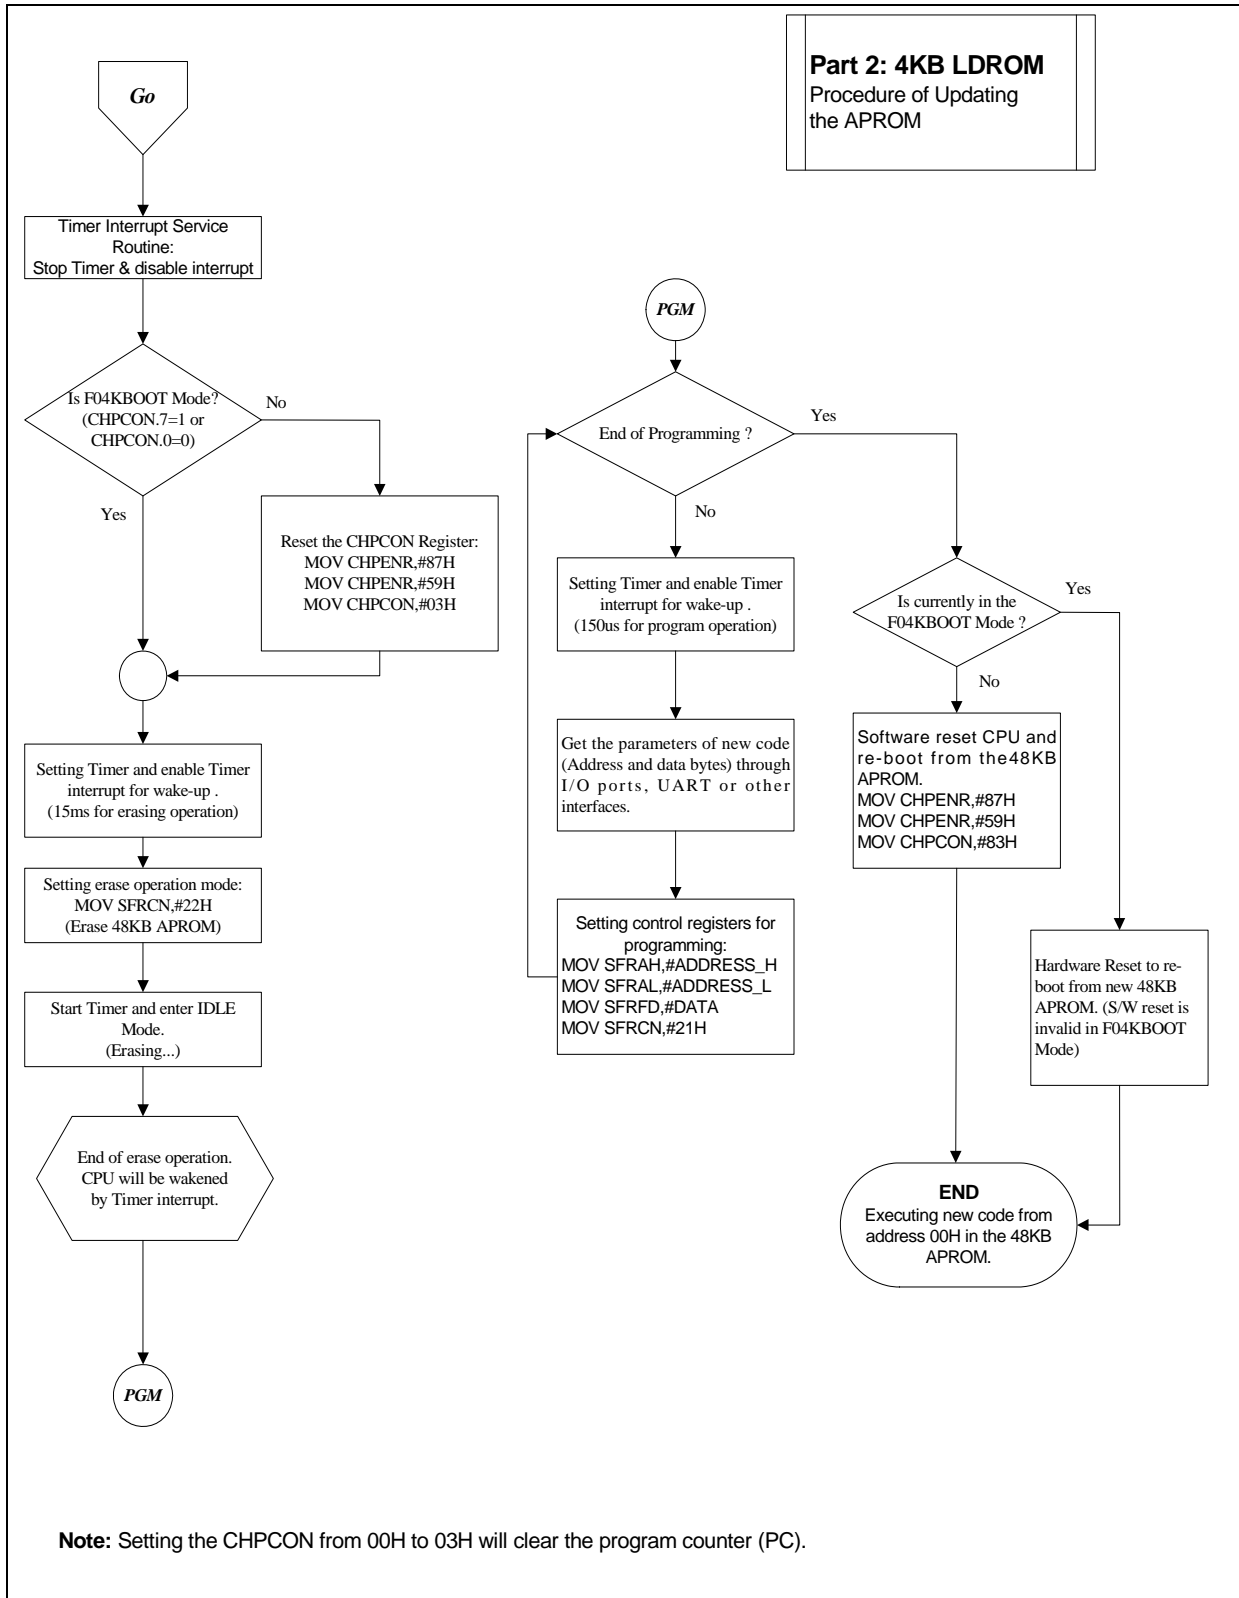 Part 2: 4KB LDROM
Procedure of Updating
the APROM
Go
Timer Interrupt Service
Routine:
Stop Timer & disable interrupt
Is F04KBOOT Mode?
(CHPCON.7=1 or
CHPCON.0=0)
No
Yes
Reset the CHPCON Register:
MOV CHPENR,#87H
MOV CHPENR,#59H
MOV CHPCON,#03H
Setting Timer and enable Timer
interrupt for wake-up .
(15ms for erasing operation)
Setting erase operation mode:
MOV SFRCN,#22H
(Erase 48KB APROM)
Start Timer and enter IDLE
Mode.
(Erasing...)
End of erase operation.
CPU will be wakened
by Timer interrupt.
PGM
PGM
End of Programming ?
Yes
No
Setting Timer and enable Timer
interrupt for wake-up .
(150us for program operation)
Get the parameters of new code
(Address and data bytes) through
I/O ports, UART or other
interfaces.
Setting control registers for
programming:
MOV SFRAH,#ADDRESS_H
MOV SFRAL,#ADDRESS_L
MOV SFRFD,#DATA
MOV SFRCN,#21H
Is currently in the
F04KBOOT Mode ?
Yes
No
Software reset CPU and
re-boot from the48KB
APROM.
MOV CHPENR,#87H
MOV CHPENR,#59H
MOV CHPCON,#83H
Hardware Reset to re-
boot from new 48KB
APROM. (S/W reset is
invalid in F04KBOOT
Mode)
END
Executing new code from
address 00H in the 48KB
APROM.
Note: Setting the CHPCON from 00H to 03H will clear the program counter (PC).